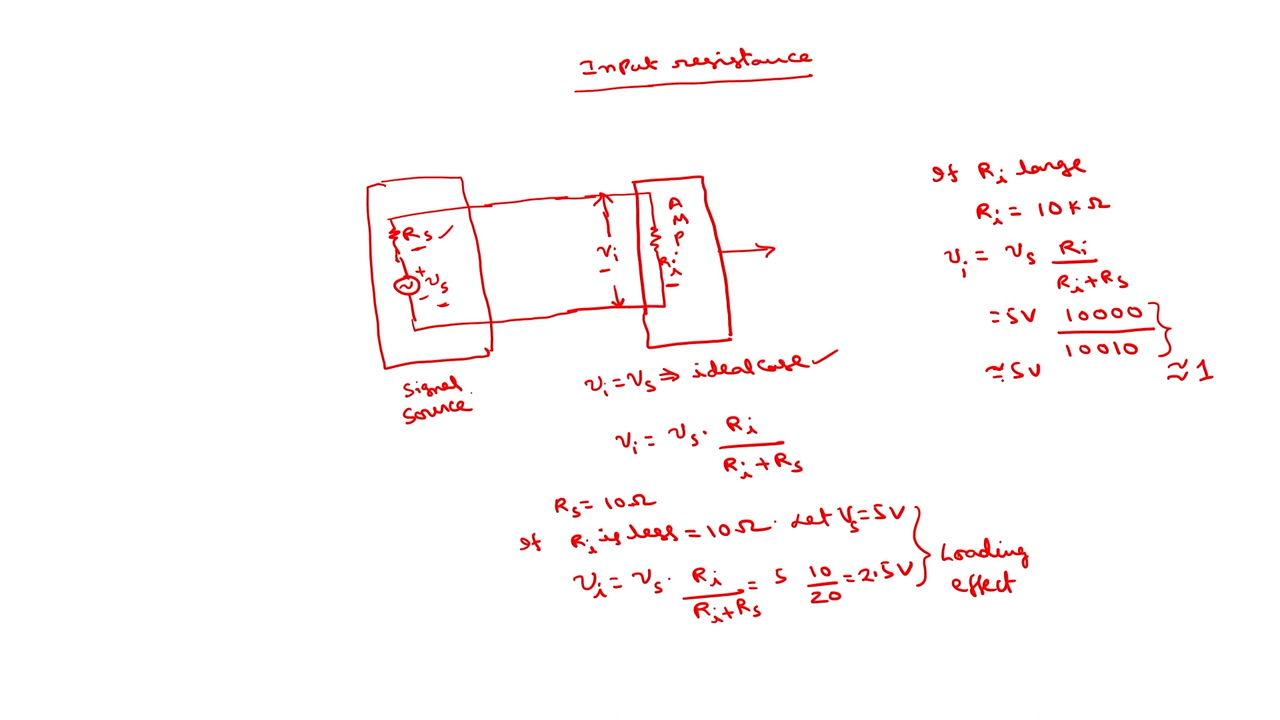 Input resistance
Rs ✓
+
vs
-
Signal
Source
vi
AMP
Ri
vi = vs ⇒ ideal case ✓
vi = vs · Ri / (Ri + Rs)
Rs = 10Ω
If Ri is less = 10Ω. Let Vs = 5V
vi = vs · Ri / (Ri + Rs) = 5 10/20 = 2.5V
Loading
effect
If Ri large
Ri = 10KΩ
vi = vs Ri / (Ri + Rs)
= 5V 10000 / 10010
≈ 5V ≈ 1